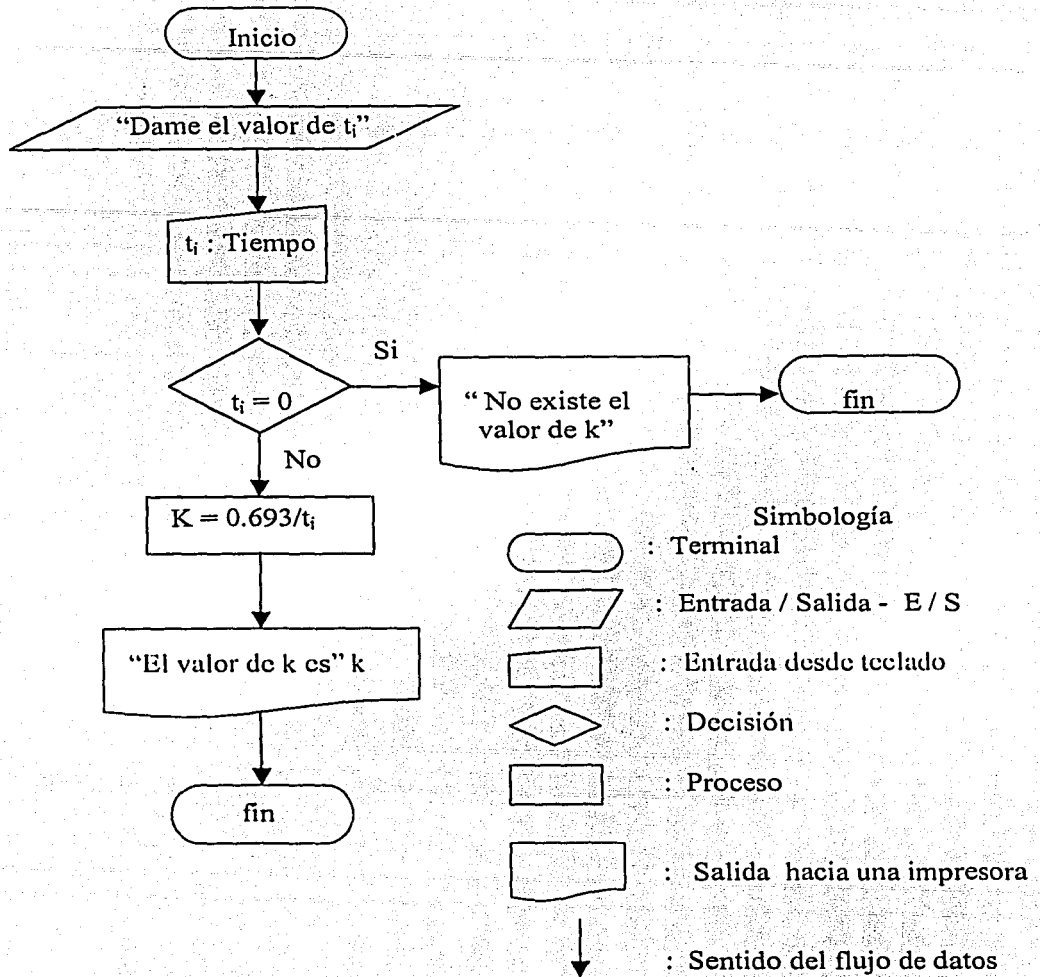 Inicio
“Dame el valor de tᵢ”
tᵢ : Tiempo
tᵢ = 0
Si
“ No existe el
valor de k”
fin
No
K = 0.693/tᵢ
“El valor de k es” k
fin
Simbología
: Terminal
: Entrada / Salida - E / S
: Entrada desde teclado
: Decisión
: Proceso
: Salida hacia una impresora
: Sentido del flujo de datos